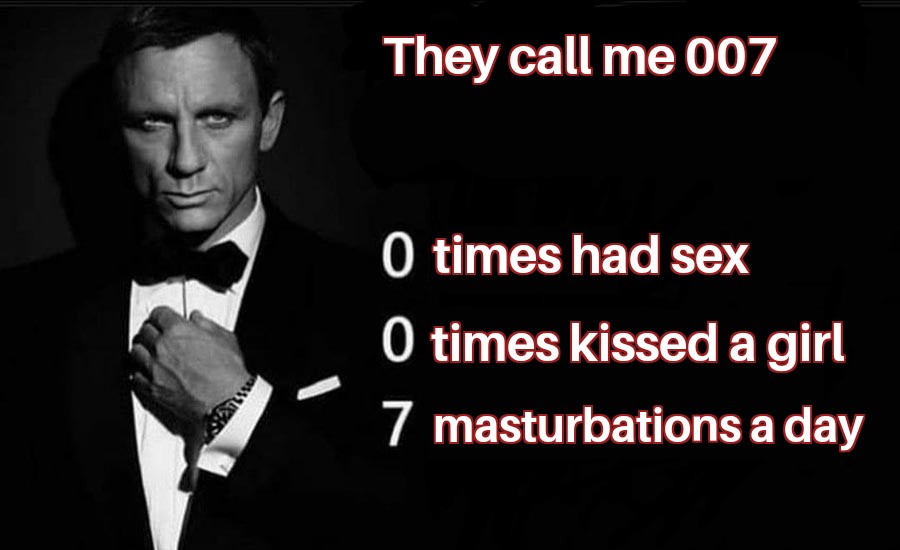 They call me 007
0 times had sex
0 times kissed a girl
7 masturbations a day